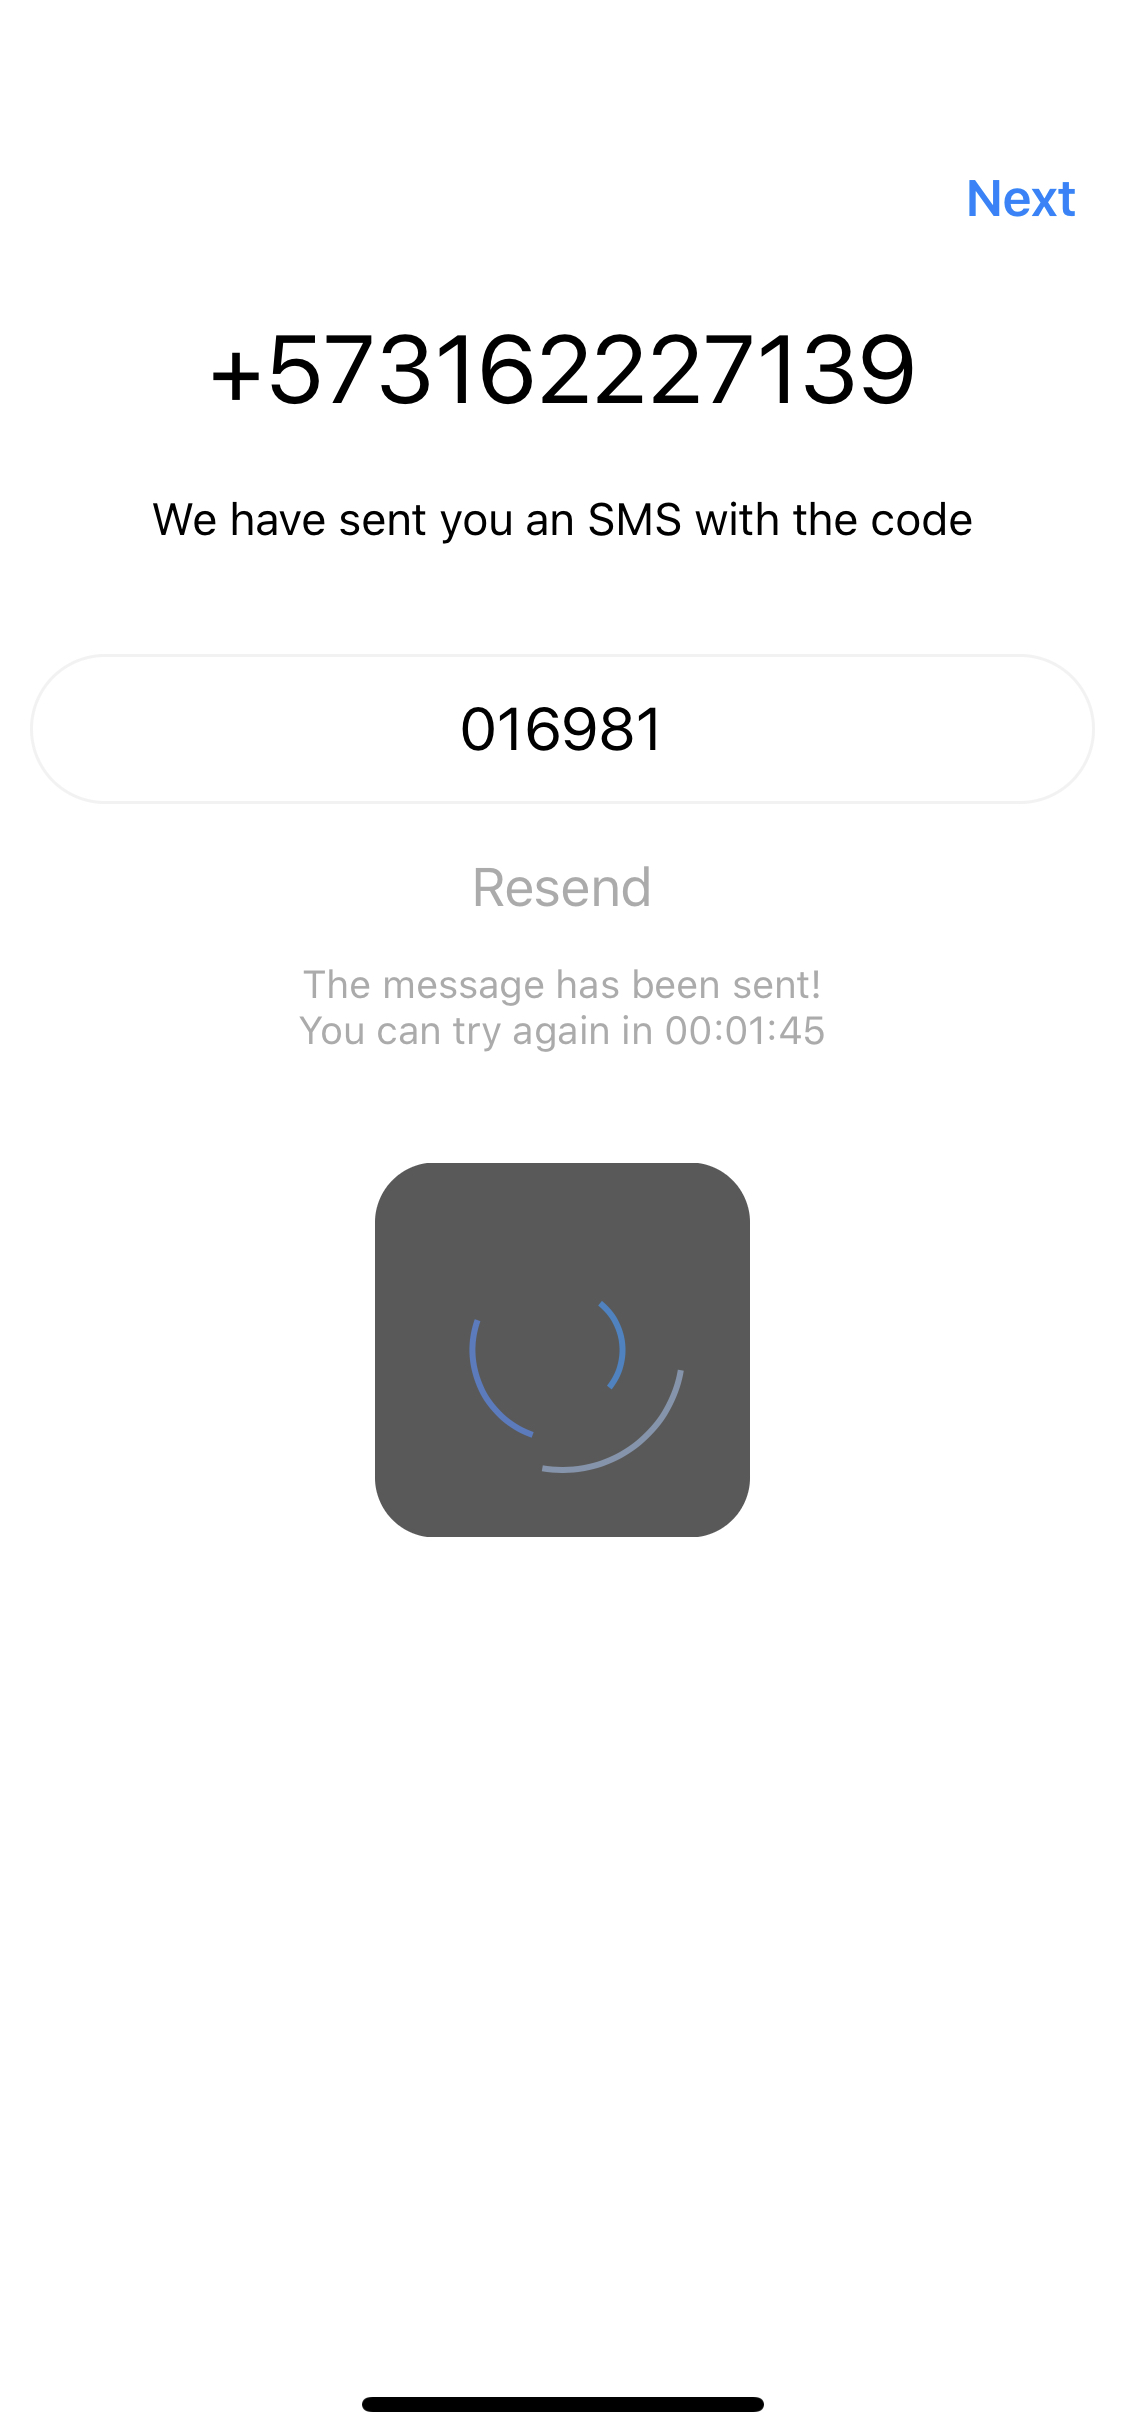 Next
+573162227139
We have sent you an SMS with the code
016981
Resend
The message has been sent!
You can try again in 00:01:45